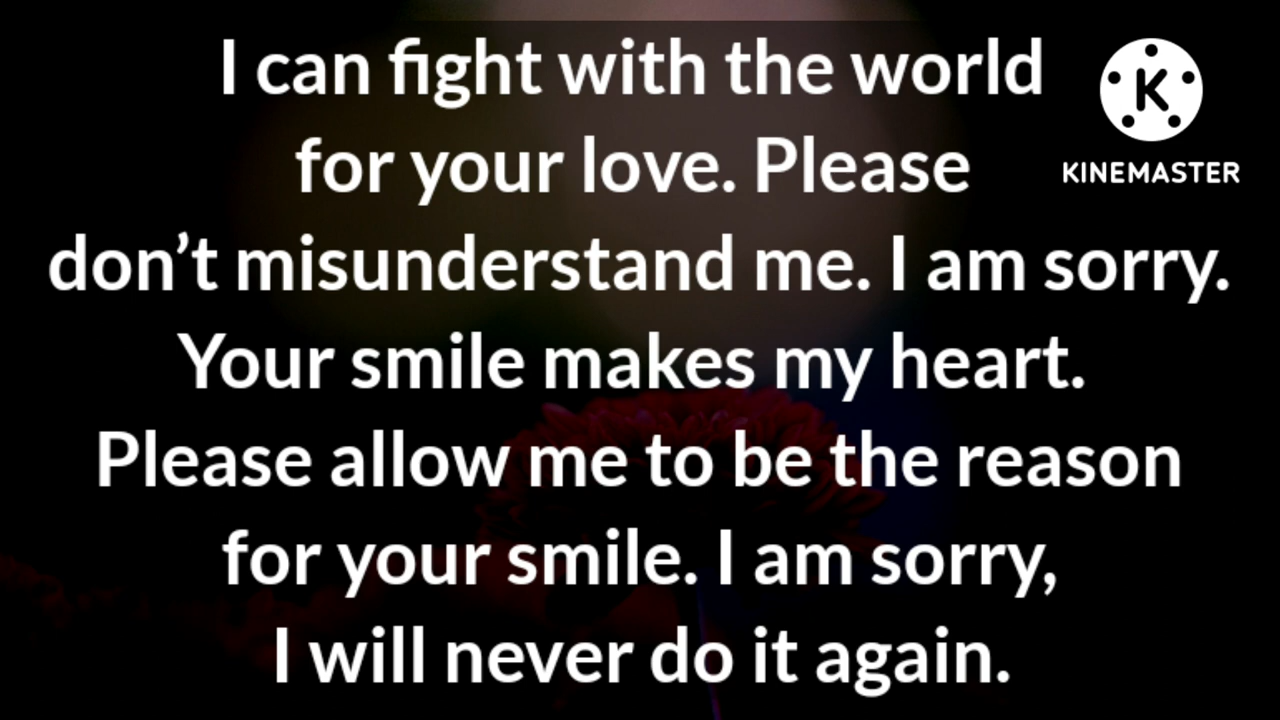 I can fight with the world
for your love. Please
don’t misunderstand me. I am sorry.
Your smile makes my heart.
Please allow me to be the reason
for your smile. I am sorry,
I will never do it again.
K
KINEMASTER